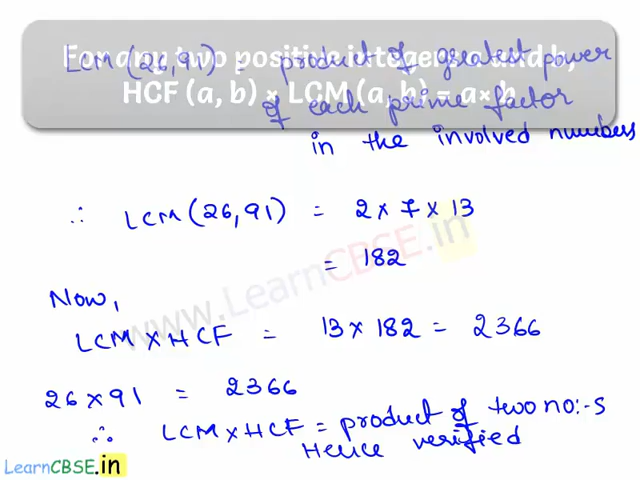 For any two positive integers a and b,
HCF (a, b) × LCM (a, b) = a×b
LCM (26,91) = product of greatest power
of each prime factor
in the involved numbers
∴ LCM (26,91) = 2 × 7 × 13
= 182
www.LearnCBSE.in
Now,
LCM × HCF = 13 × 182 = 2366
26 × 91 = 2366
∴ LCM × HCF = product of two no:-s
Hence verified
LearnCBSE.in